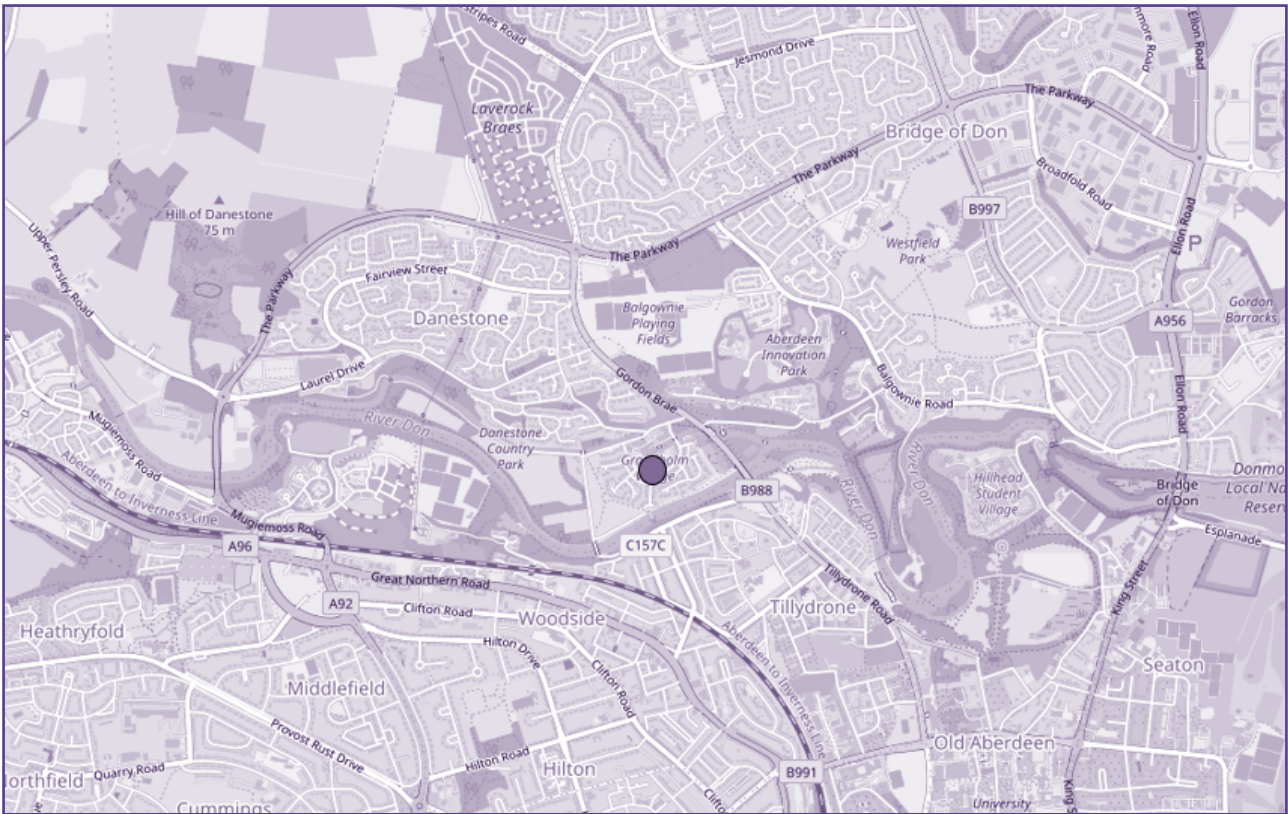 stripes Road
Jesmond Drive
Ellon Road
Laverock
Braes
The Parkway
Bridge of Don
The Parkway
Broadfold Road
B997
P
P
Hill of Danestone
75 m
Upper Persley Road
The Parkway
Fairview Street
The Parkway
Westfield
Park
Ellon Road
Danestone
Balgownie
Playing
Fields
Aberdeen
Innovation
Park
A956
Gordon
Barracks
Laurel Drive
Gordon Brae
Balgownie Road
Ellon Road
Mugiemoss Road
River Don
Danestone
Country
Park
River Don
River Don
Hillhead
Student
Village
Bridge
of Don
Local Na
Esplanade
B988
Aberdeen to Inverness Line
Mugiemoss Road
A96
C157C
Great Northern Road
A92
Clifton Road
Woodside
Tillydrone
Tillydrone Road
King Street
Heathryfold
Hilton Drive
Aberdeen to Inverness Line
Seaton
Middlefield
Clifton Road
Provost Rust Drive
Old Aberdeen
Hilton Road
Hilton
B991
Quarry Road
Cummings
University